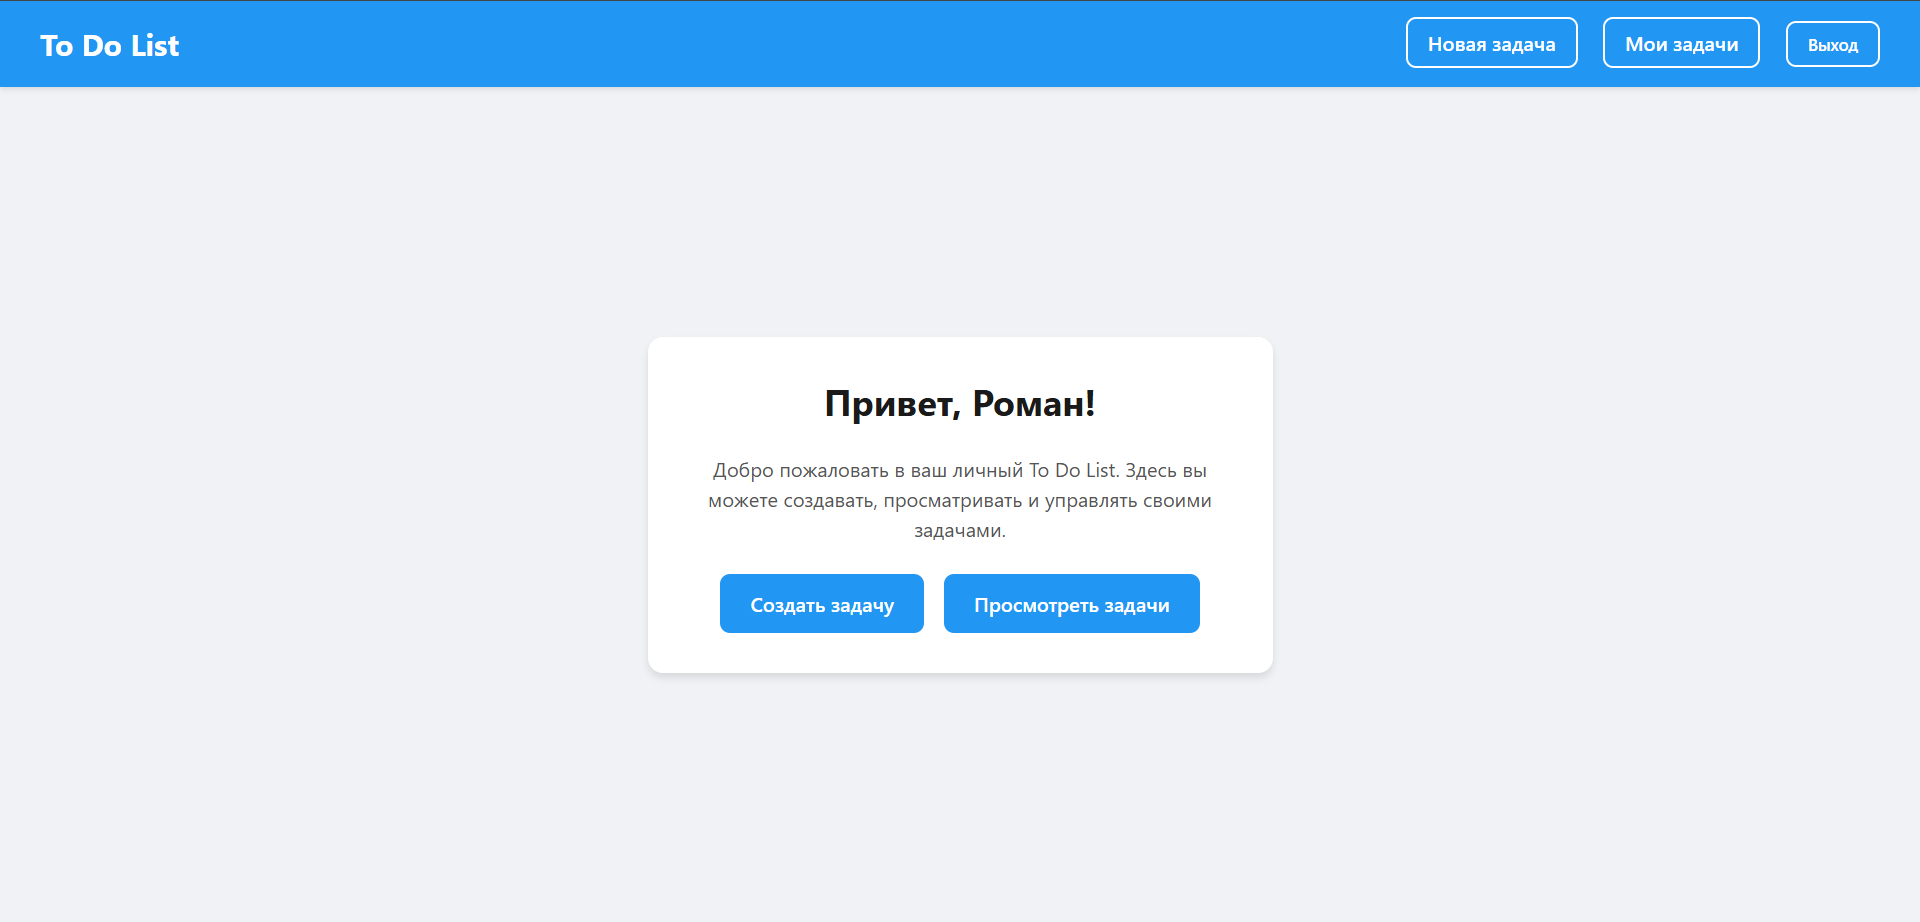 To Do List
Новая задача
Мои задачи
Выход
Привет, Роман!
Добро пожаловать в ваш личный To Do List. Здесь вы
можете создавать, просматривать и управлять своими
задачами.
Создать задачу
Просмотреть задачи